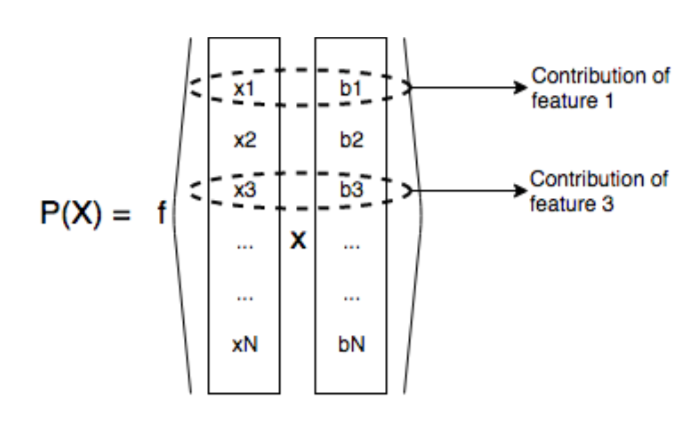 x1 b1
Contribution of
feature 1
x2 b2
x3 b3
Contribution of
feature 3
P(X) = f
... x ...
... ...
xN bN